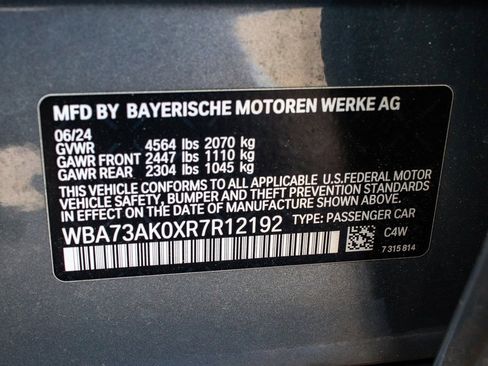 MFD BY BAYERISCHE MOTOREN WERKE AG
06/24
GVWR 4564 lbs 2070 kg
GAWR FRONT 2447 lbs 1110 kg
GAWR REAR 2304 lbs 1045 kg
THIS VEHICLE CONFORMS TO ALL APPLICABLE U.S.FEDERAL MOTOR
VEHICLE SAFETY, BUMPER AND THEFT PREVENTION STANDARDS
IN EFFECT ON THE DATE OF MANUFACTURE SHOWN ABOVE.
WBA73AK0XR7R12192 TYPE: PASSENGER CAR
C4W
7 315 814